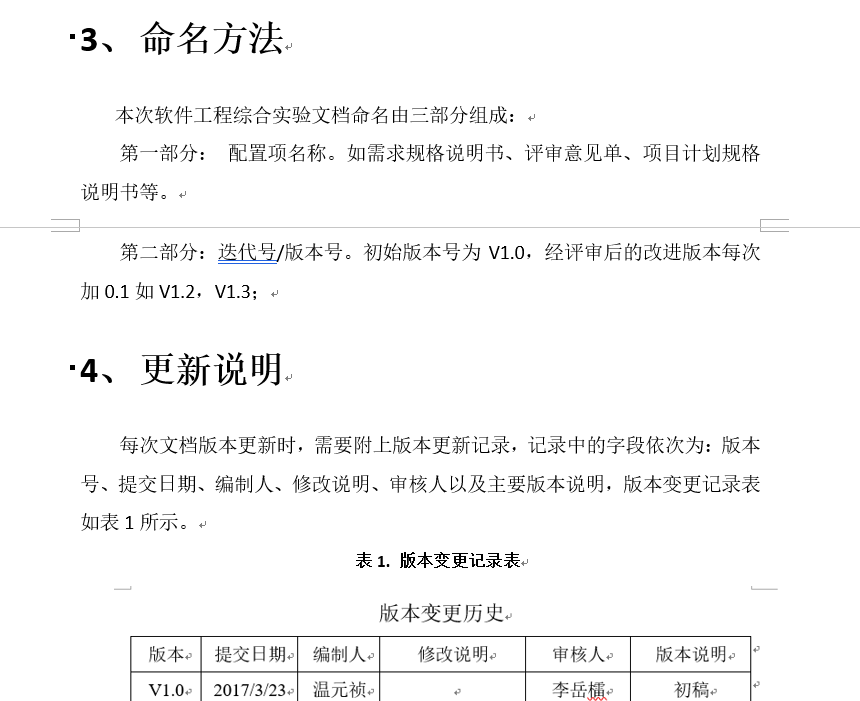 3、命名方法
本次软件工程综合实验文档命名由三部分组成：
第一部分： 配置项名称。如需求规格说明书、评审意见单、项目计划规格
说明书等。
第二部分：迭代号/版本号。初始版本号为 V1.0，经评审后的改进版本每次
加 0.1 如 V1.2，V1.3；
4、更新说明
每次文档版本更新时，需要附上版本更新记录，记录中的字段依次为：版本
号、提交日期、编制人、修改说明、审核人以及主要版本说明，版本变更记录表
如表 1 所示。
表 1. 版本变更记录表
版本变更历史
版本 提交日期 编制人 修改说明 审核人 版本说明
V1.0 2017/3/23 温元祯 李岳檑 初稿